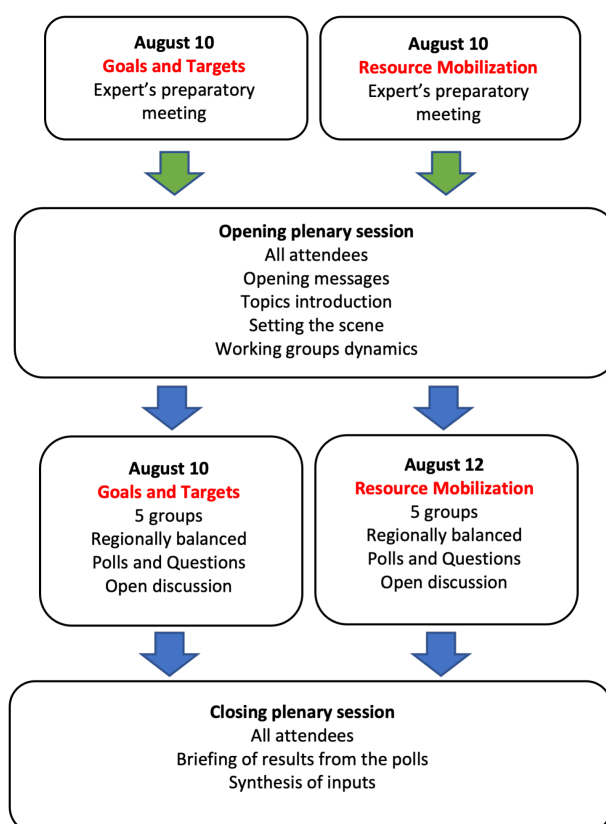 August 10
Goals and Targets
Expert’s preparatory
meeting
August 10
Resource Mobilization
Expert’s preparatory
meeting
Opening plenary session
All attendees
Opening messages
Topics introduction
Setting the scene
Working groups dynamics
August 10
Goals and Targets
5 groups
Regionally balanced
Polls and Questions
Open discussion
August 12
Resource Mobilization
5 groups
Regionally balanced
Polls and Questions
Open discussion
Closing plenary session
All attendees
Briefing of results from the polls
Synthesis of inputs